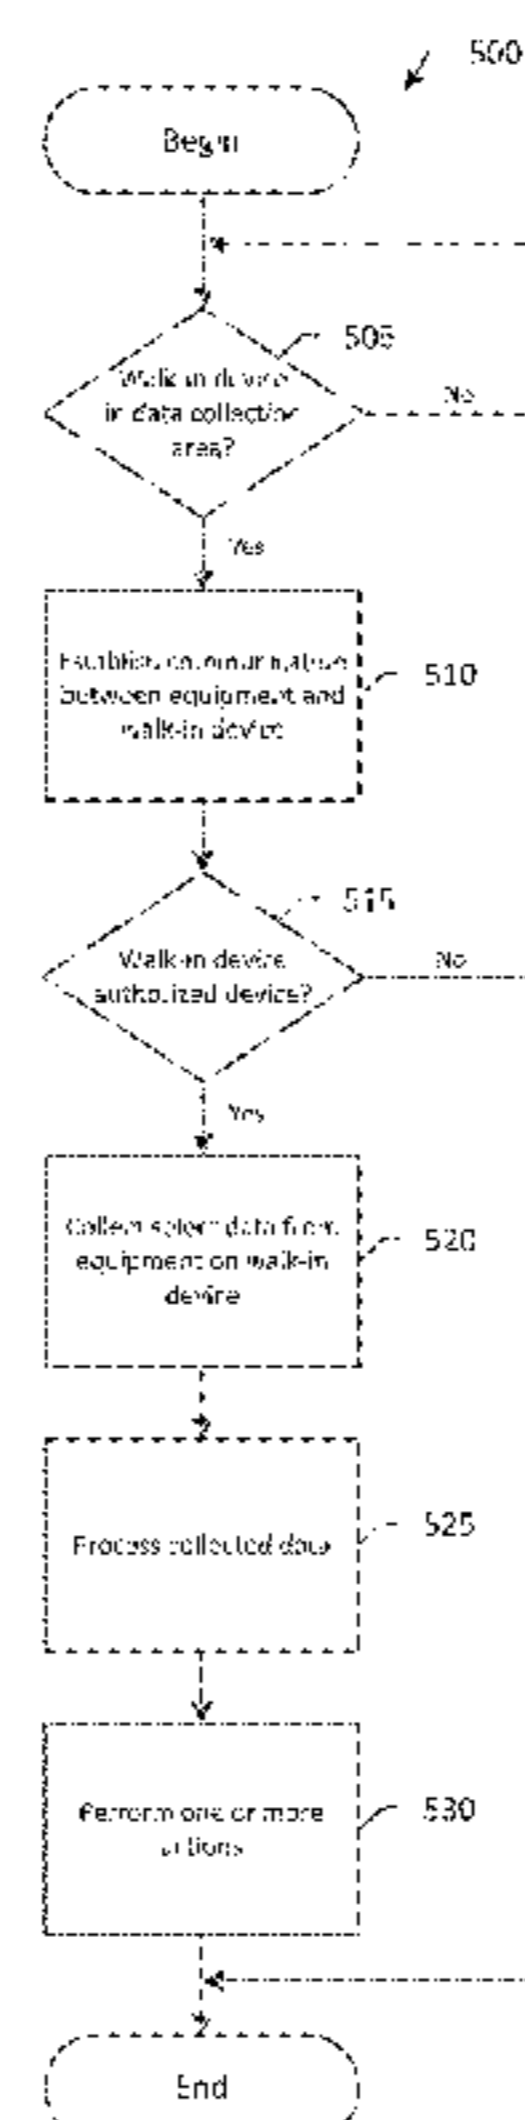 500
Begin
505
Walk-in device
in data collecting
area?
No
Yes
Establish communication
between equipment and
walk-in device
510
515
Walk-in device
authorized device?
No
Yes
Collect select data from
equipment on walk-in
device
520
Process collected data
525
Perform one or more
actions
530
End